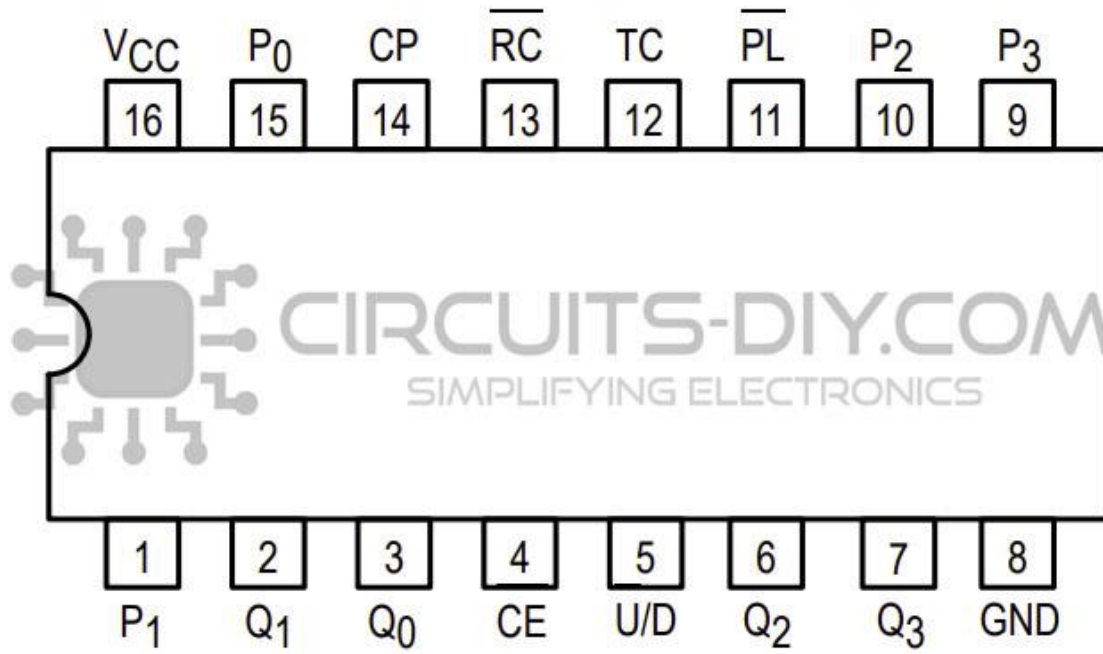 VCC P0 CP RC TC PL P2 P3
16 15 14 13 12 11 10 9
CIRCUITS-DIY.COM
SIMPLIFYING ELECTRONICS
1 2 3 4 5 6 7 8
P1 Q1 Q0 CE U/D Q2 Q3 GND